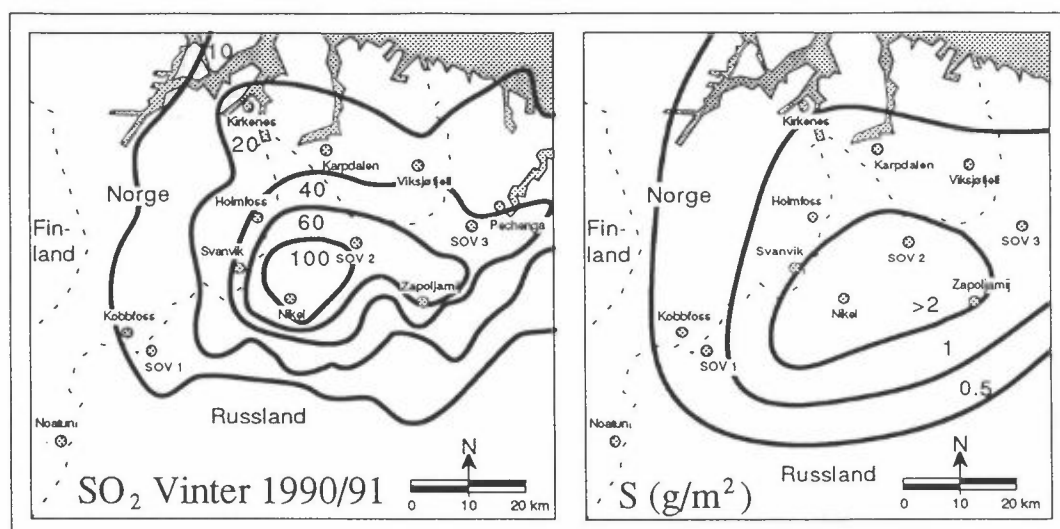 10
Kirkenes
20
Karpdalen
Viksjøfjell
Norge
40
Holmfoss
60
Pechenga
SOV 3
Fin-
land
Svanvik
100
SOV 2
Zapoljarnij
Nikel
Kobbfoss
SOV 1
Russland
Noatun
N
SO₂ Vinter 1990/91
0 10 20 km
Kirkenes
Karpdalen
Viksjøfjell
Norge
Holmfoss
SOV 3
Fin-
land
Svanvik
SOV 2
Zapoljarnij
Nikel
>2
Kobbfoss
SOV 1
1
0.5
Noatun
Russland
N
S (g/m²)
0 10 20 km